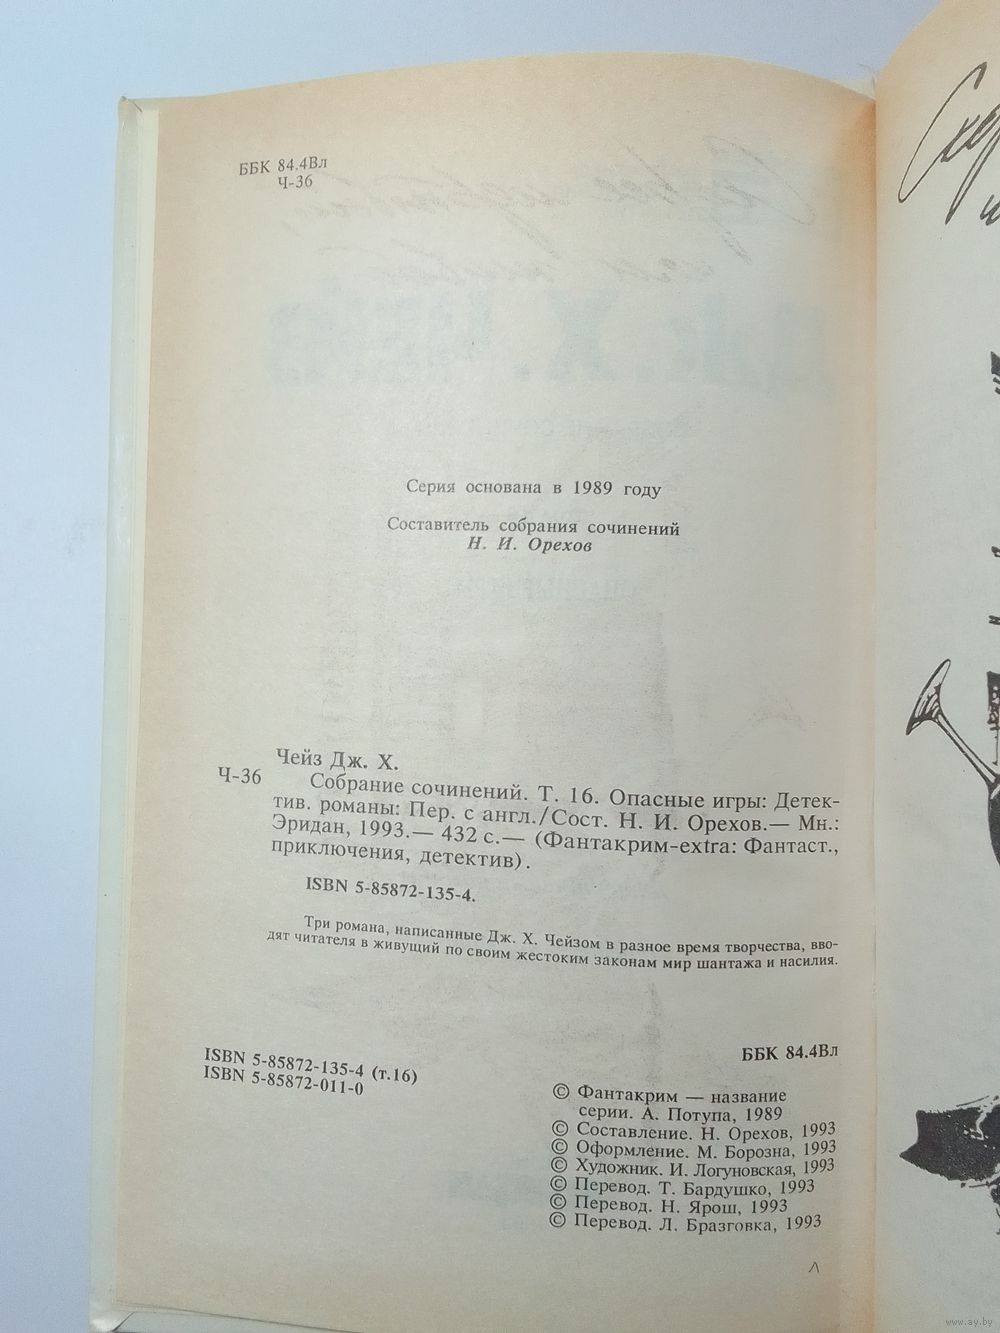 ББК 84.4Вл
Ч-36
Серия основана в 1989 году
Составитель собрания сочинений
Н. И. Орехов
Чейз Дж. Х.
Ч-36
Собрание сочинений. Т. 16. Опасные игры: Детек-
тив. романы: Пер. с англ./Сост. Н. И. Орехов.— Мн.:
Эридан, 1993.— 432 с.— (Фантакрим-extra: Фантаст.,
приключения, детектив).
ISBN 5-85872-135-4.
Три романа, написанные Дж. Х. Чейзом в разное время творчества, вво-
дят читателя в живущий по своим жестоким законам мир шантажа и насилия.
ISBN 5-85872-135-4 (т.16)
ISBN 5-85872-011-0
ББК 84.4Вл
© Фантакрим — название
серии. А. Потупа, 1989
© Составление. Н. Орехов, 1993
© Оформление. М. Борозна, 1993
© Художник. И. Логуновская, 1993
© Перевод. Т. Бардушко, 1993
© Перевод. Н. Ярош, 1993
© Перевод. Л. Бразговка, 1993
www.ay.by